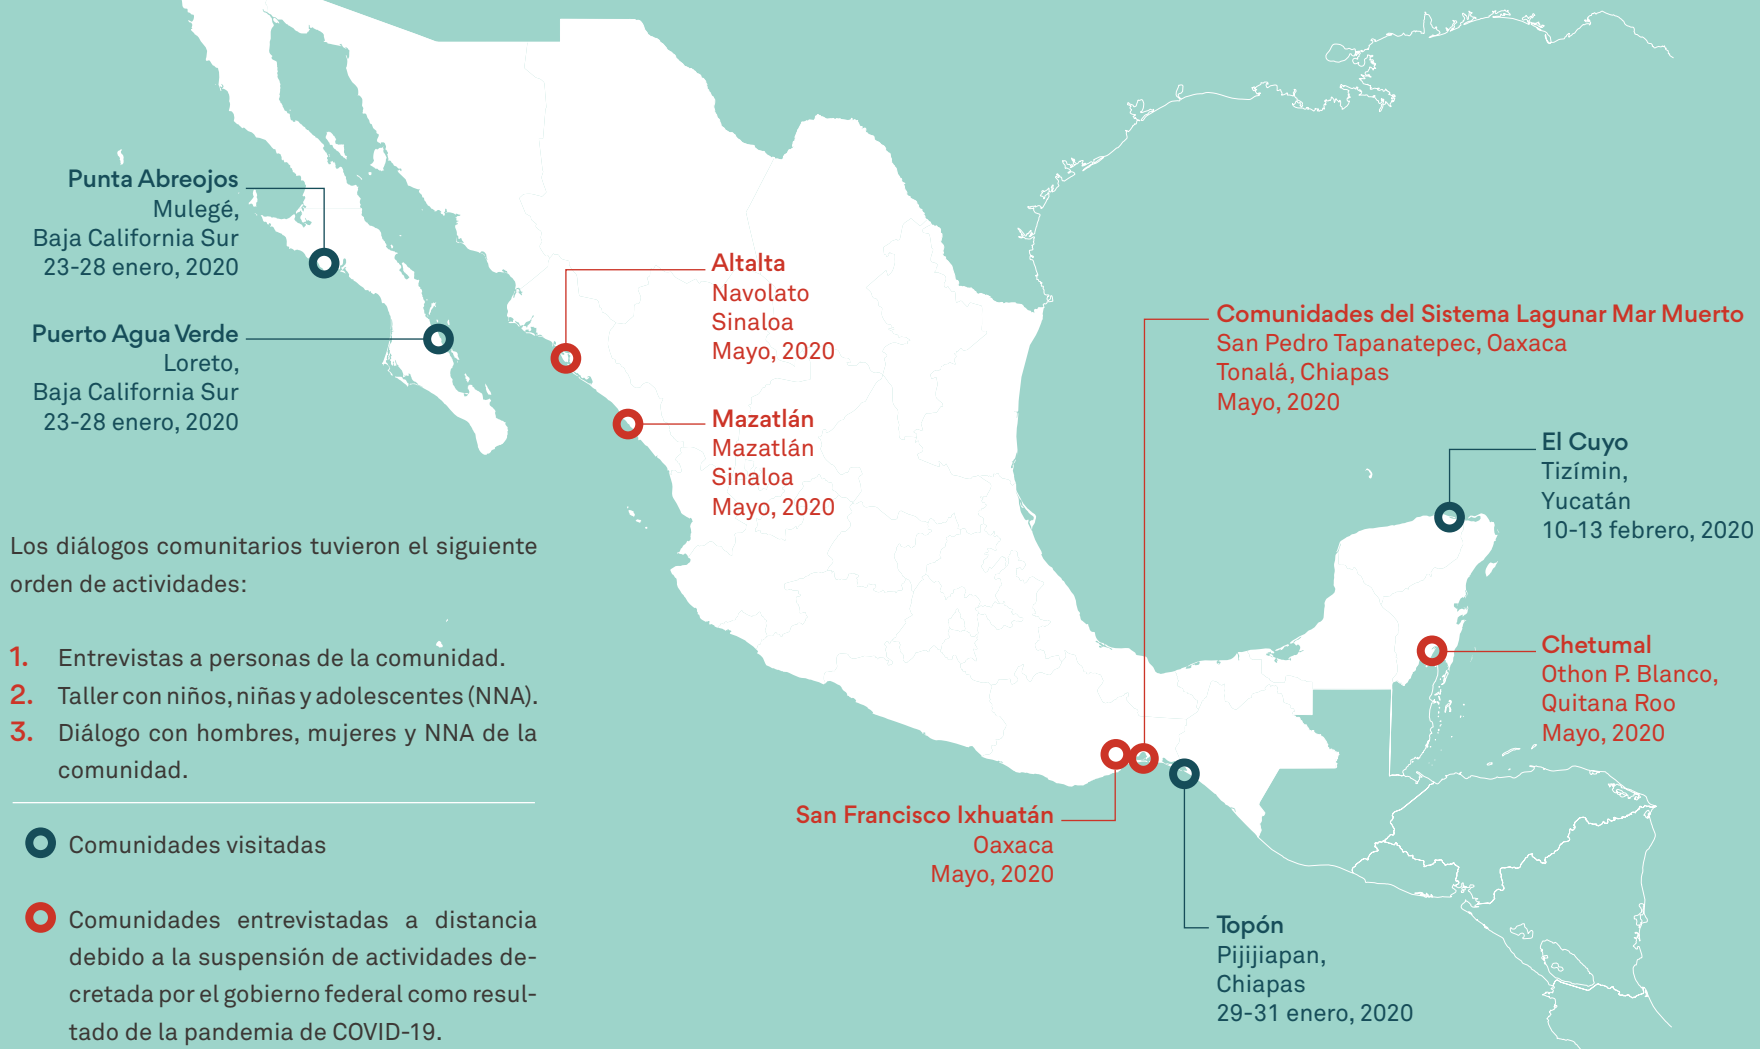 Punta Abreojos
Mulegé,
Baja California Sur
23-28 enero, 2020
Puerto Agua Verde
Loreto,
Baja California Sur
23-28 enero, 2020
Altalta
Navolato
Sinaloa
Mayo, 2020
Mazatlán
Mazatlán
Sinaloa
Mayo, 2020
Comunidades del Sistema Lagunar Mar Muerto
San Pedro Tapanatepec, Oaxaca
Tonalá, Chiapas
Mayo, 2020
El Cuyo
Tizímin,
Yucatán
10-13 febrero, 2020
Chetumal
Othon P. Blanco,
Quitana Roo
Mayo, 2020
San Francisco Ixhuatán
Oaxaca
Mayo, 2020
Topón
Pijijiapan,
Chiapas
29-31 enero, 2020
Los diálogos comunitarios tuvieron el siguiente
orden de actividades:
1. Entrevistas a personas de la comunidad.
2. Taller con niños, niñas y adolescentes (NNA).
3. Diálogo con hombres, mujeres y NNA de la
comunidad.
Comunidades visitadas
Comunidades entrevistadas a distancia
debido a la suspensión de actividades de-
cretada por el gobierno federal como resul-
tado de la pandemia de COVID-19.